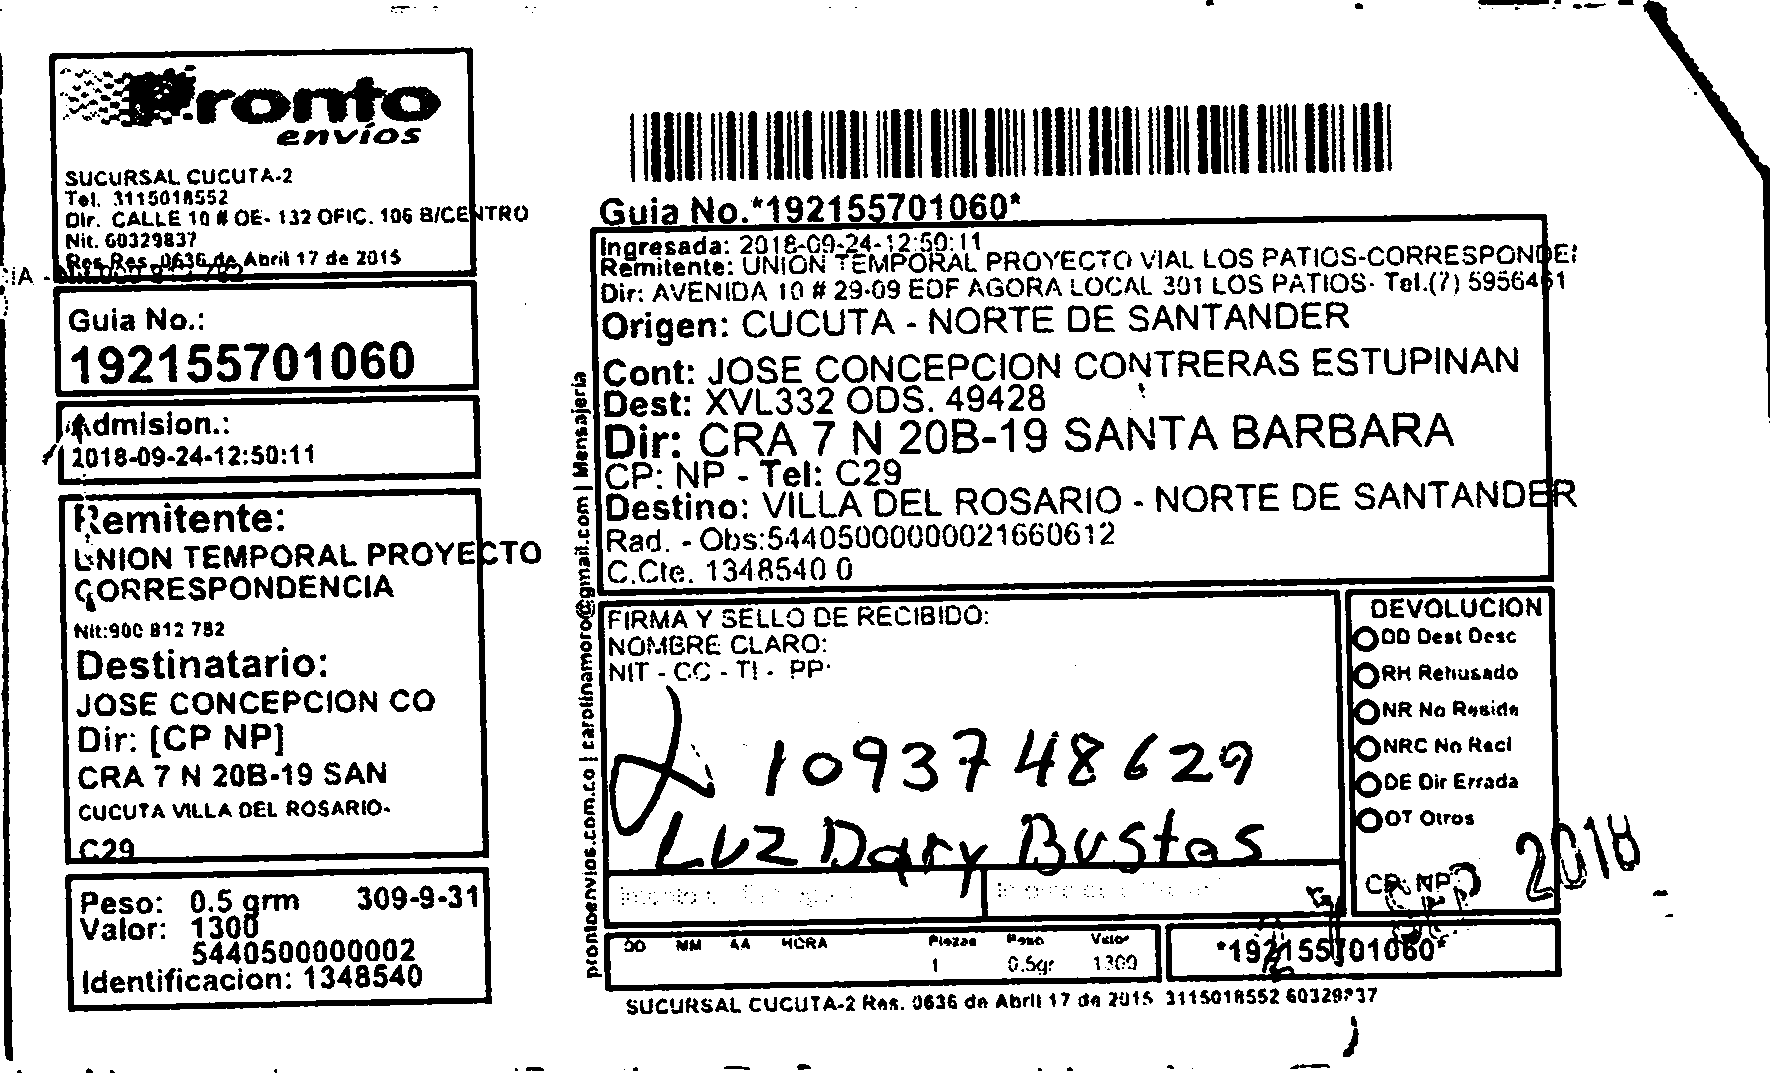 Pronto
envíos
SUCURSAL CUCUTA-2
Tel. 3115018552
Dir. CALLE 10 # OE- 132 OFIC. 106 B/CENTRO
Nit. 60329837
Res.Res. 0636 de Abril 17 de 2015
Guia No.:
192155701060
Admision.:
2018-09-24-12:50:11
Remitente:
UNION TEMPORAL PROYECTO
CORRESPONDENCIA
Nit:900 812 782
Destinatario:
JOSE CONCEPCION CO
Dir: [CP NP]
CRA 7 N 20B-19 SAN
CUCUTA VILLA DEL ROSARIO-
C29
Peso: 0.5 grm 309-9-31
Valor: 1300
5440500000002
Identificacion: 1348540
prontoenvios.com.co | carolinamoro@gmail.com | Mensajeria
Guia No.*192155701060*
Ingresada: 2018-09-24-12:50:11
Remitente: UNION TEMPORAL PROYECTO VIAL LOS PATIOS-CORRESPONDE
Dir: AVENIDA 10 # 29-09 EDF AGORA LOCAL 301 LOS PATIOS- Tel.(7) 5956461
Origen: CUCUTA - NORTE DE SANTANDER
Cont: JOSE CONCEPCION CONTRERAS ESTUPINAN
Dest: XVL332 ODS. 49428
Dir: CRA 7 N 20B-19 SANTA BARBARA
CP: NP - Tel: C29
Destino: VILLA DEL ROSARIO - NORTE DE SANTANDER
Rad. - Obs:54405000000021660612
C.Cte. 1348540 0
FIRMA Y SELLO DE RECIBIDO:
NOMBRE CLARO:
NIT - CC - TI - PP:
1093748629
Luz Dary Bustos
DEVOLUCION
DD Dest Desc
RH Rehusado
NR No Reside
NRC No Recl
DE Dir Errada
OT Otros
CP: NP
2018
DD MM AA HORA Piezas Peso Valor
1 0.5gr 1300
*192155701060*
SUCURSAL CUCUTA-2 Res. 0636 de Abril 17 de 2015 3115018552 60329837